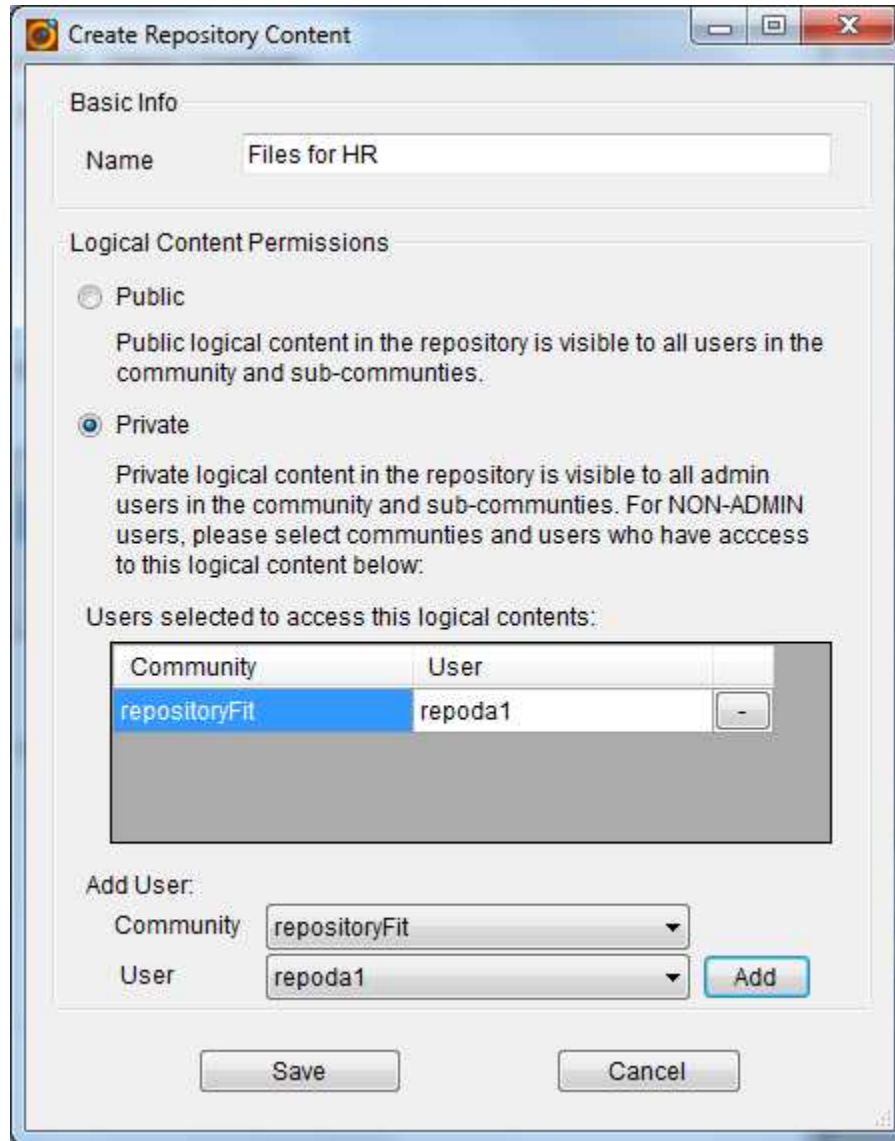 Create Repository Content
Basic Info
Name Files for HR
Logical Content Permissions
Public
Public logical content in the repository is visible to all users in the
community and sub-communties.
Private
Private logical content in the repository is visible to all admin
users in the community and sub-communties. For NON-ADMIN
users, please select communties and users who have acccess
to this logical content below:
Users selected to access this logical contents:
Community User
repositoryFit repoda1 -
Add User:
Community repositoryFit
User repoda1 Add
Save Cancel